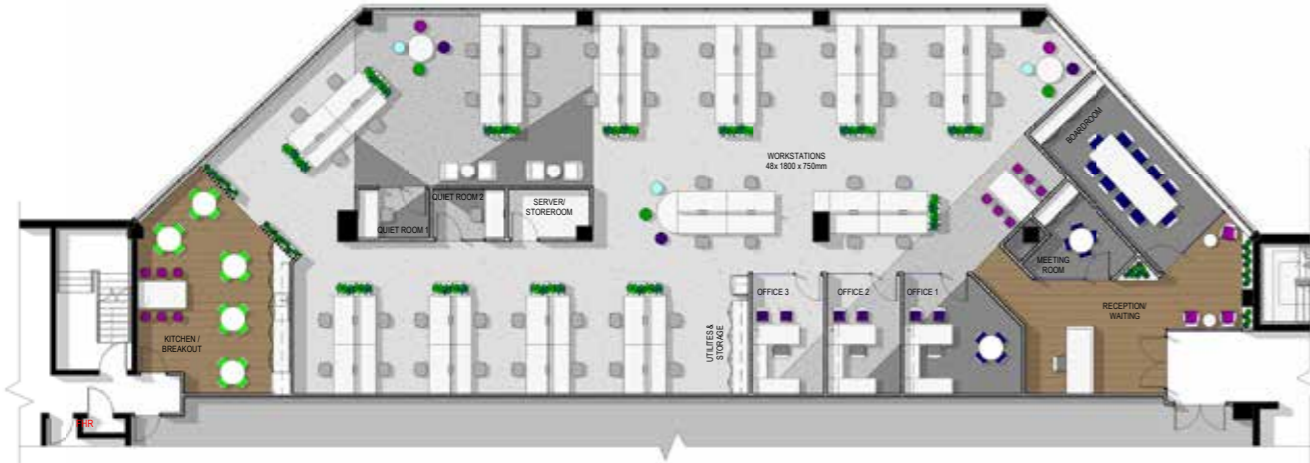 BOARDROOM
WORKSTATIONS
48x 1800 x 750mm
QUIET ROOM 2
SERVER/
STOREROOM
QUIET ROOM 1
MEETING
ROOM
OFFICE 3
OFFICE 2
OFFICE 1
RECEPTION/
WAITING
UTILITES &
STORAGE
KITCHEN /
BREAKOUT
FHR